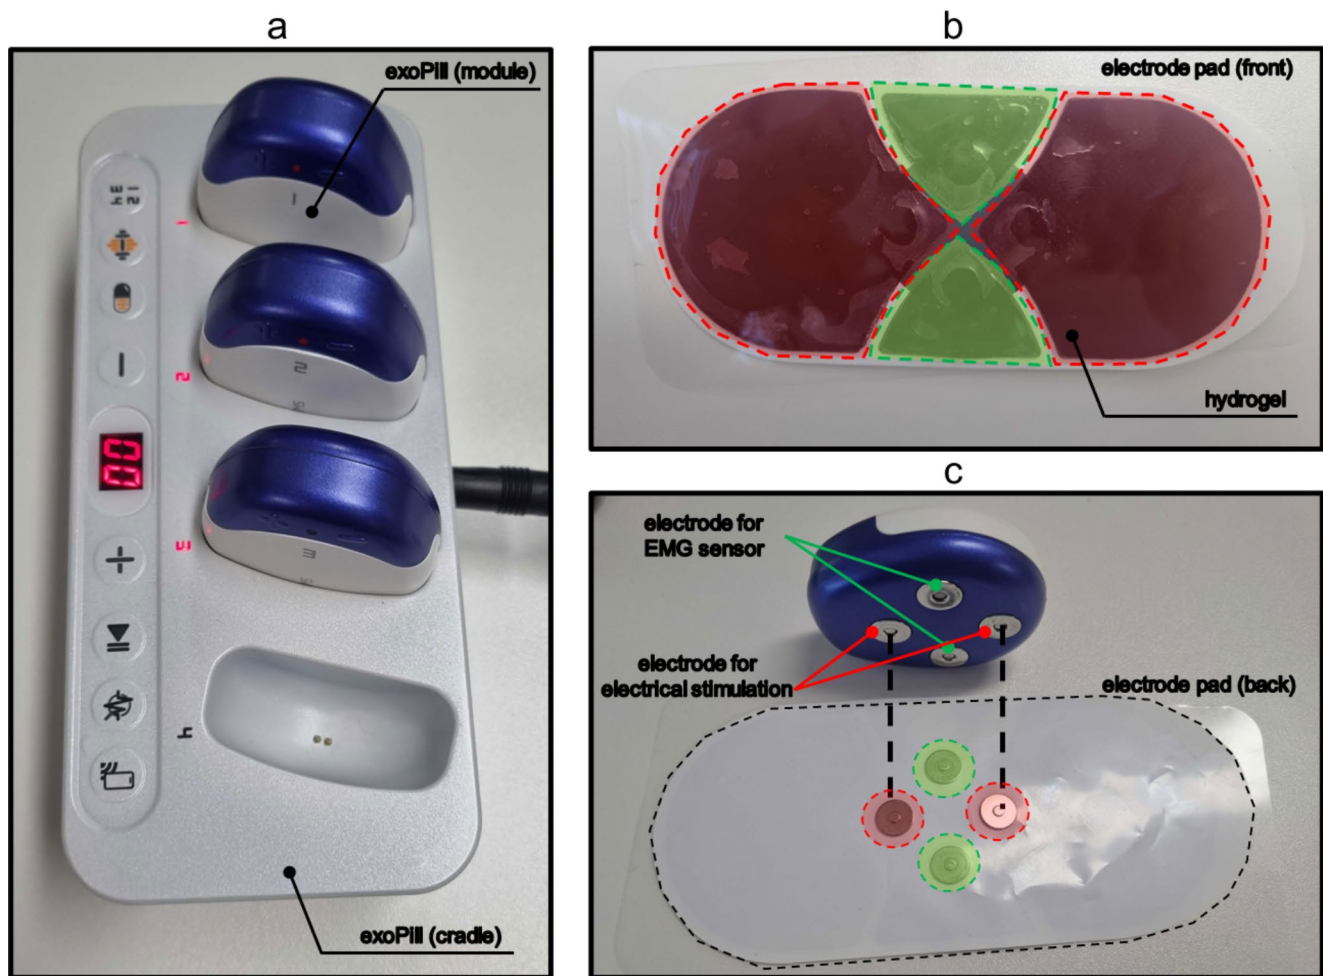 a
exoPill (module)
1
2
00
3
4
exoPill (cradle)
b
electrode pad (front)
hydrogel
c
electrode for
EMG sensor
electrode for
electrical stimulation
electrode pad (back)